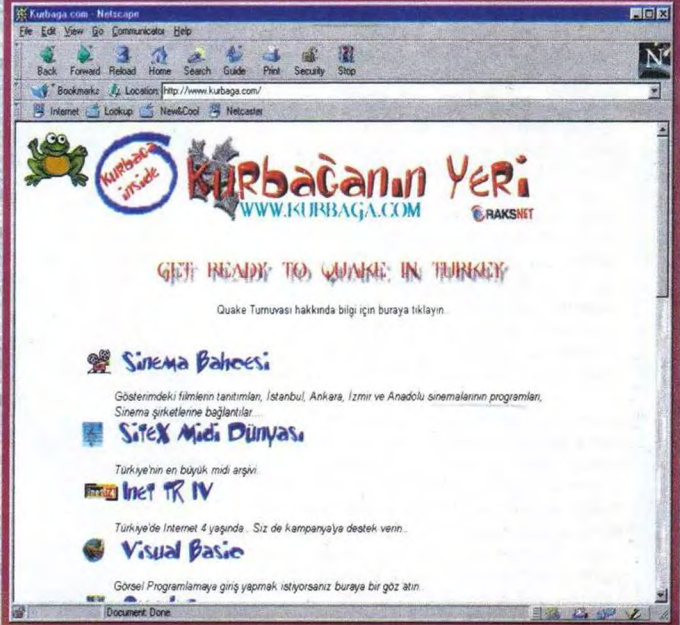 Kurbaga.com - Netscape
File Edit View Go Communicator Help
Back Forward Reload Home Search Guide Print Security Stop
N
Bookmarks Location: http://www.kurbaga.com/
Internet Lookup New&Cool Netcaster
Kurbaga inside
Kurbağanın Yeri
WWW.KURBAGA.COM
RAKSNET
GET READY TO QUAKE IN TURKEY
Quake Turnuvası hakkında bilgi için buraya tıklayın.
Sinema Bahcesi
Gösterimdeki filmlerin tanıtımları, İstanbul, Ankara, İzmir ve Anadolu sinemalarının programları,
Sinema şirketlerine bağlantılar...
SiteX Midi Dünyası
Türkiye'nin en büyük midi arşivi.
Inet TR IV
Türkiye'de Internet 4 yaşında.. Siz de kampanyaya destek verin..
Visual Basic
Görsel Programlamaya giriş yapmak istiyorsanız buraya bir göz atın.
Document: Done